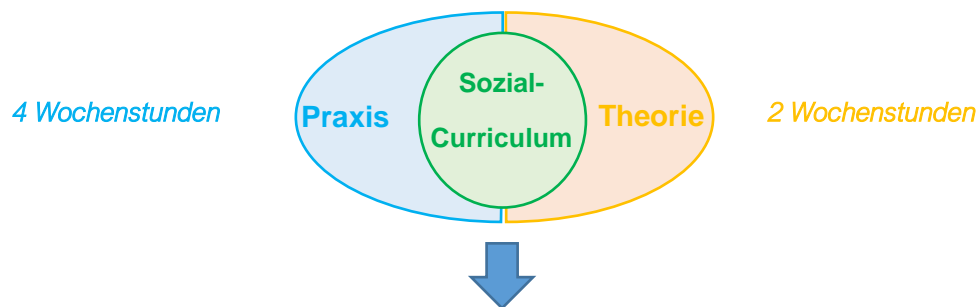 4 Wochenstunden
Praxis
Sozial-
Curriculum
Theorie
2 Wochenstunden